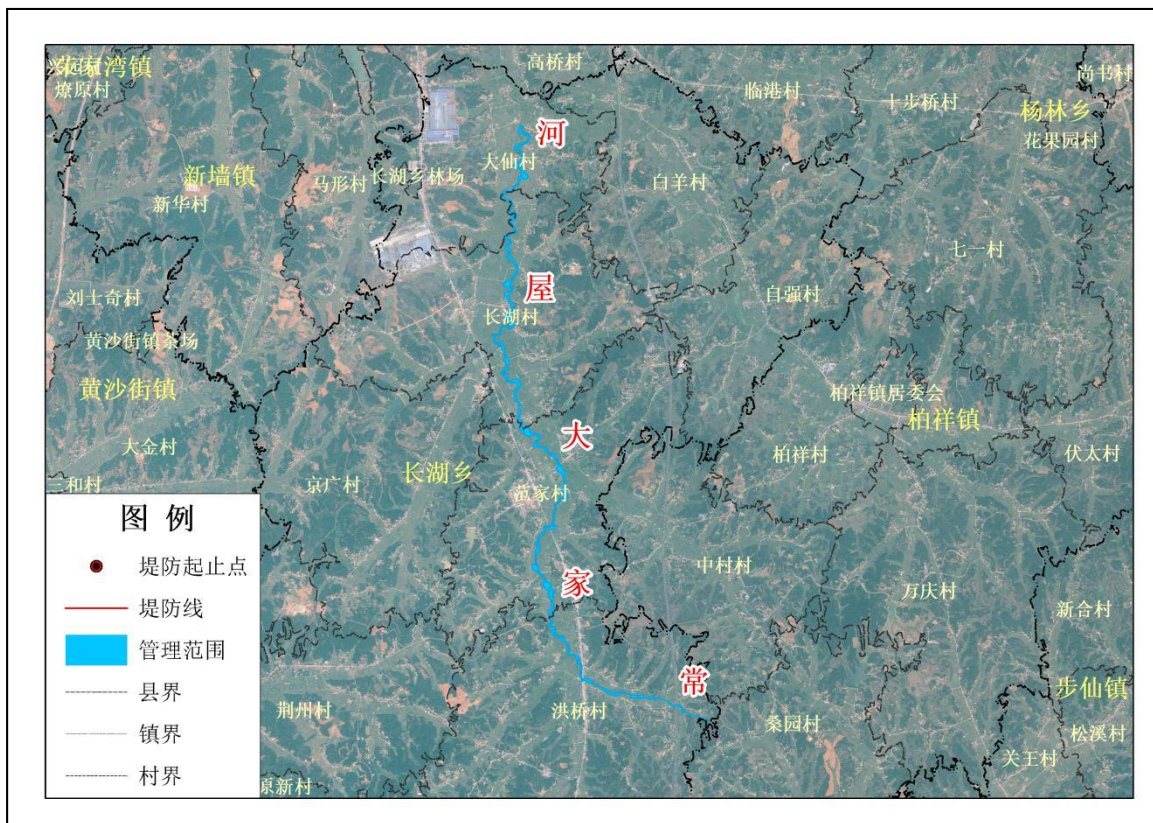 高桥村
尚书村
荣家湾镇
燎原村
临港村
十步桥村
杨林乡
花果园村
河
大仙村
新墙镇
马形村
长湖乡林场
白羊村
新华村
七一村
屋
刘士奇村
自强村
长湖村
黄沙街镇茶场
黄沙街镇
柏祥镇居委会
柏祥镇
大
大金村
柏祥村
伏太村
长湖乡
三和村
京广村
范家村
图 例
堤防起止点
中村村
家
万庆村
堤防线
新合村
管理范围
常
步仙镇
县界
荆州村
洪桥村
桑园村
松溪村
镇界
关王村
村界
原新村